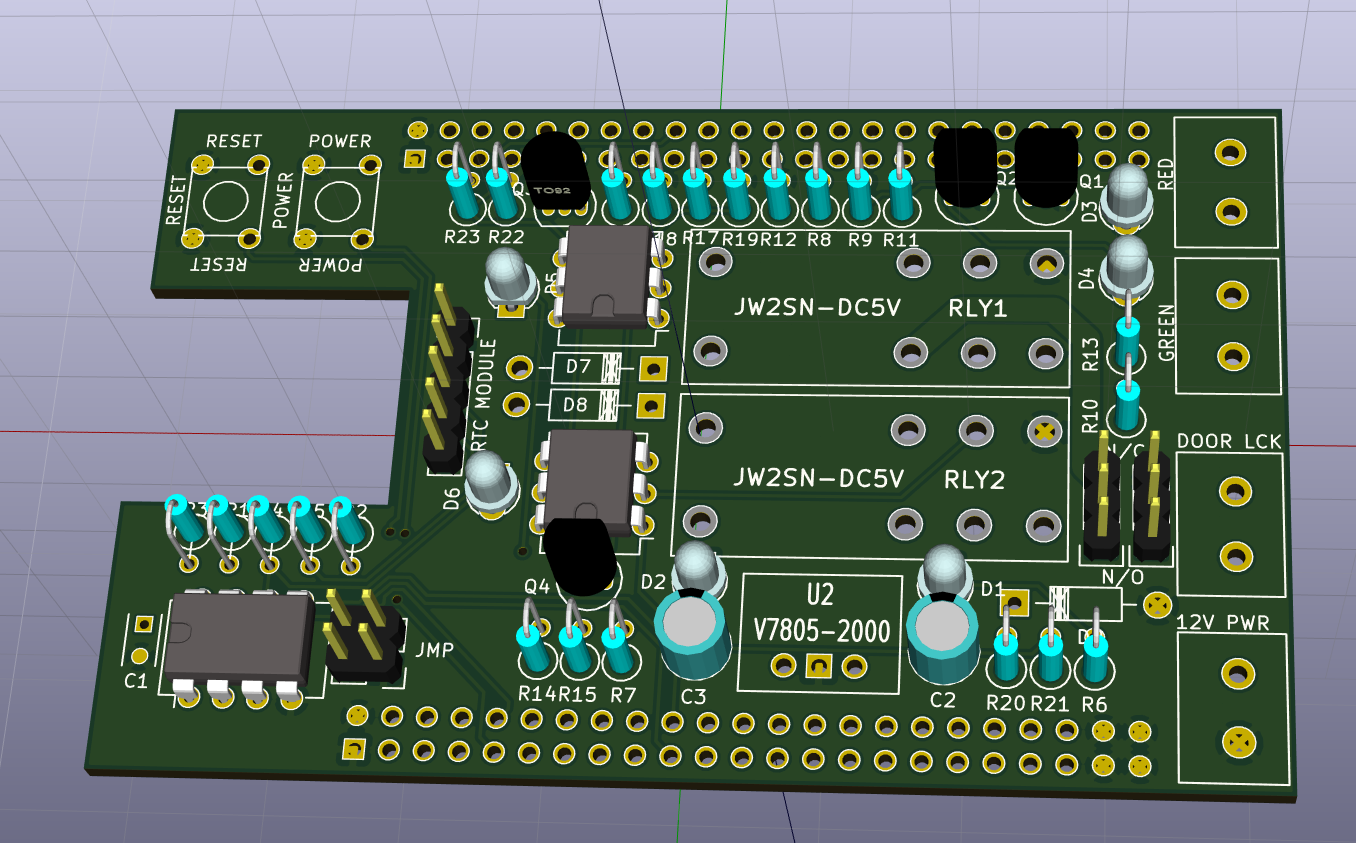 RESET
POWER
RESET
POWER
RESET
POWER
TO92
Q2
Q1
D3
RED
R23 R22
R17 R19 R12 R8 R9 R11
D4
JW2SN-DC5V RLY1
GREEN
R13
D7
RTC MODULE
D8
R10
N/C
DOOR LCK
JW2SN-DC5V RLY2
D6
N/O
Q4
D2
U2
D1
V7805-2000
12V PWR
JMP
C1
R14 R15 R7
C3
C2
R20 R21 R6